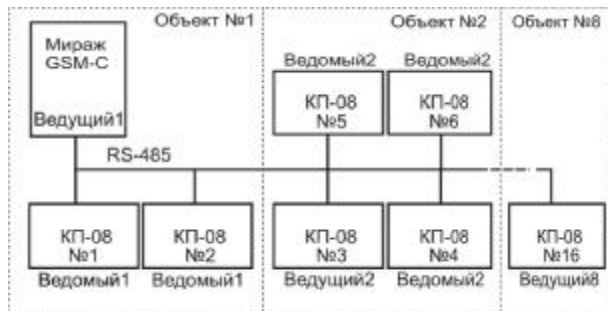 Объект №1
Объект №2
Объект №8
Мираж
GSM-C
Ведущий1
Ведомый2
Ведомый2
КП-08
№5
КП-08
№6
RS-485
КП-08
№1
КП-08
№2
КП-08
№3
КП-08
№4
КП-08
№16
Ведомый1
Ведомый1
Ведущий2
Ведомый2
Ведущий8